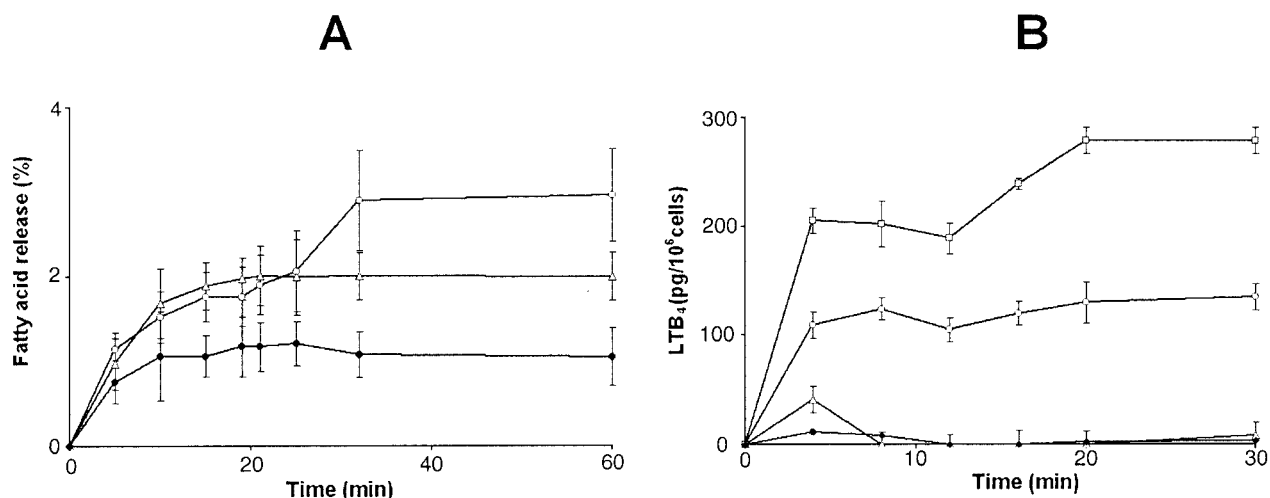 A
B
4
2
0
Fatty acid release (%)
0
20
40
60
Time (min)
300
200
100
0
LTB₄(pg/10⁶cells)
0
10
20
30
Time (min)